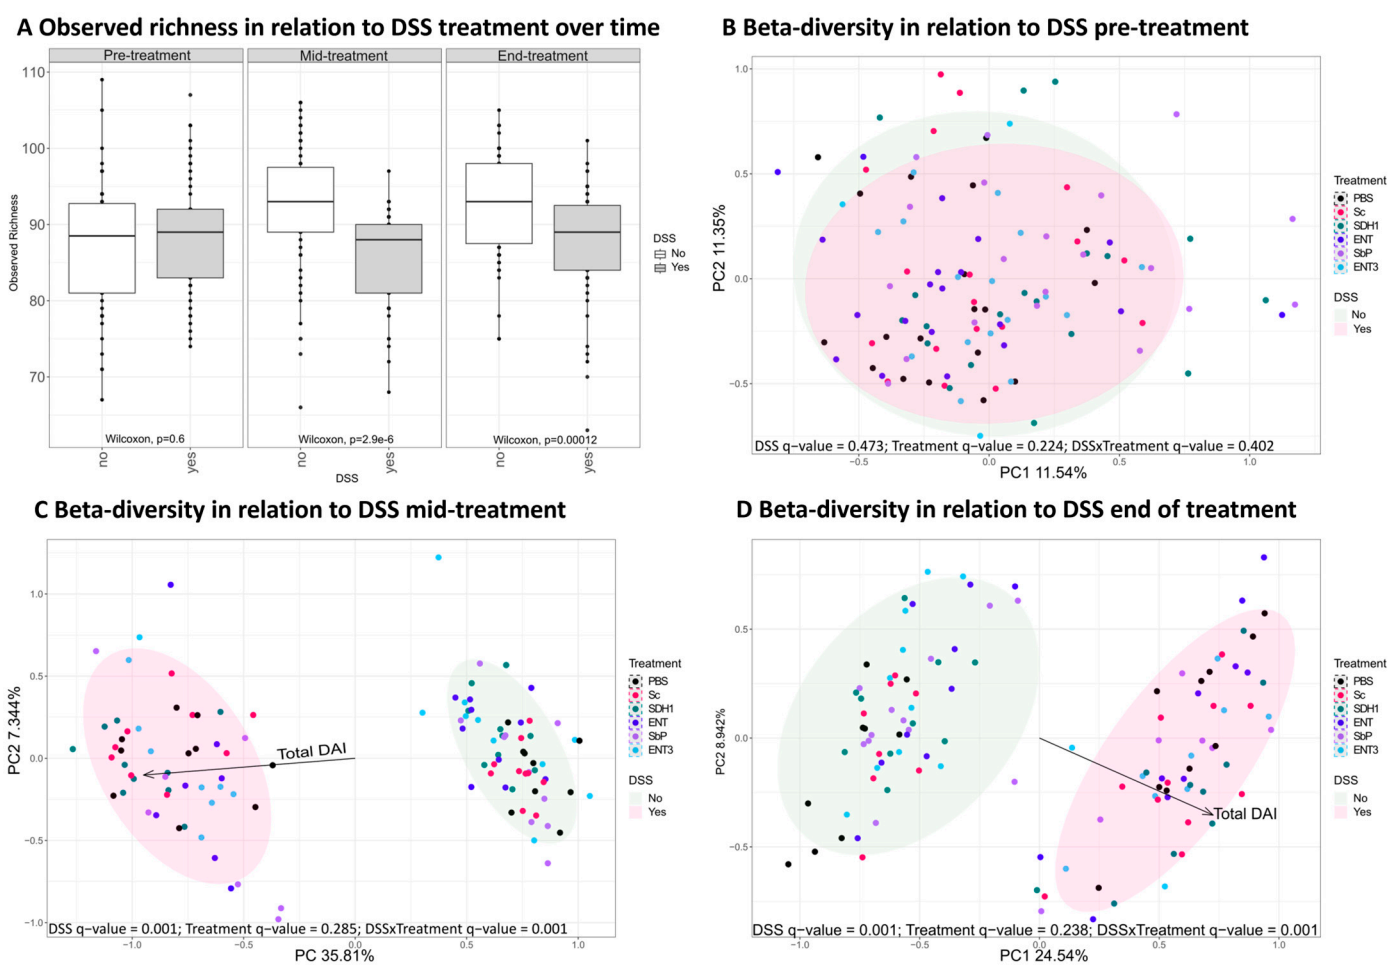 A Observed richness in relation to DSS treatment over time
Pre-treatment Mid-treatment End-treatment
Observed Richness
110
100
90
80
70
Wilcoxon, p=0.6
Wilcoxon, p=2.9e-6
Wilcoxon, p=0.00012
no yes no yes no yes
DSS
DSS
No
Yes
B Beta-diversity in relation to DSS pre-treatment
PC2 11.35%
1.0
0.5
0.0
−0.5
DSS q−value = 0.473; Treatment q−value = 0.224; DSSxTreatment q−value = 0.402
−0.5 0.0 0.5 1.0
PC1 11.54%
Treatment
PBS
Sc
SDH1
ENT
SbP
ENT3
DSS
No
Yes
C Beta-diversity in relation to DSS mid-treatment
PC2 7.344%
1.0
0.5
0.0
−0.5
−1.0
Total DAI
DSS q−value = 0.001; Treatment q−value = 0.285; DSSxTreatment q−value = 0.001
−1.0 −0.5 0.0 0.5 1.0
PC 35.81%
Treatment
PBS
Sc
SDH1
ENT
SbP
ENT3
DSS
No
Yes
D Beta-diversity in relation to DSS end of treatment
PC2 8.942%
0.5
0.0
−0.5
Total DAI
DSS q−value = 0.001; Treatment q−value = 0.238; DSSxTreatment q−value = 0.001
−1.0 −0.5 0.0 0.5 1.0
PC1 24.54%
Treatment
PBS
Sc
SDH1
ENT
SbP
ENT3
DSS
No
Yes